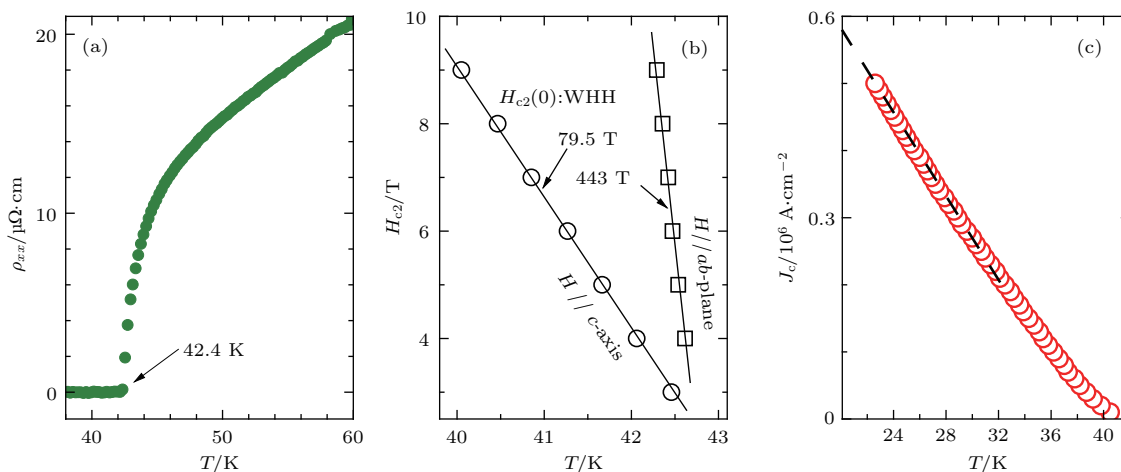 (a)
20
10
0
ρxx/μΩ·cm
42.4 K
40 50 60
T/K
(b)
10
8
6
4
2
Hc2/T
Hc2(0):WHH
79.5 T
443 T
H // c-axis
H//ab-plane
40 41 42 43
T/K
(c)
0.6
0.3
0
Jc/10⁶ A·cm⁻²
24 28 32 36 40
T/K